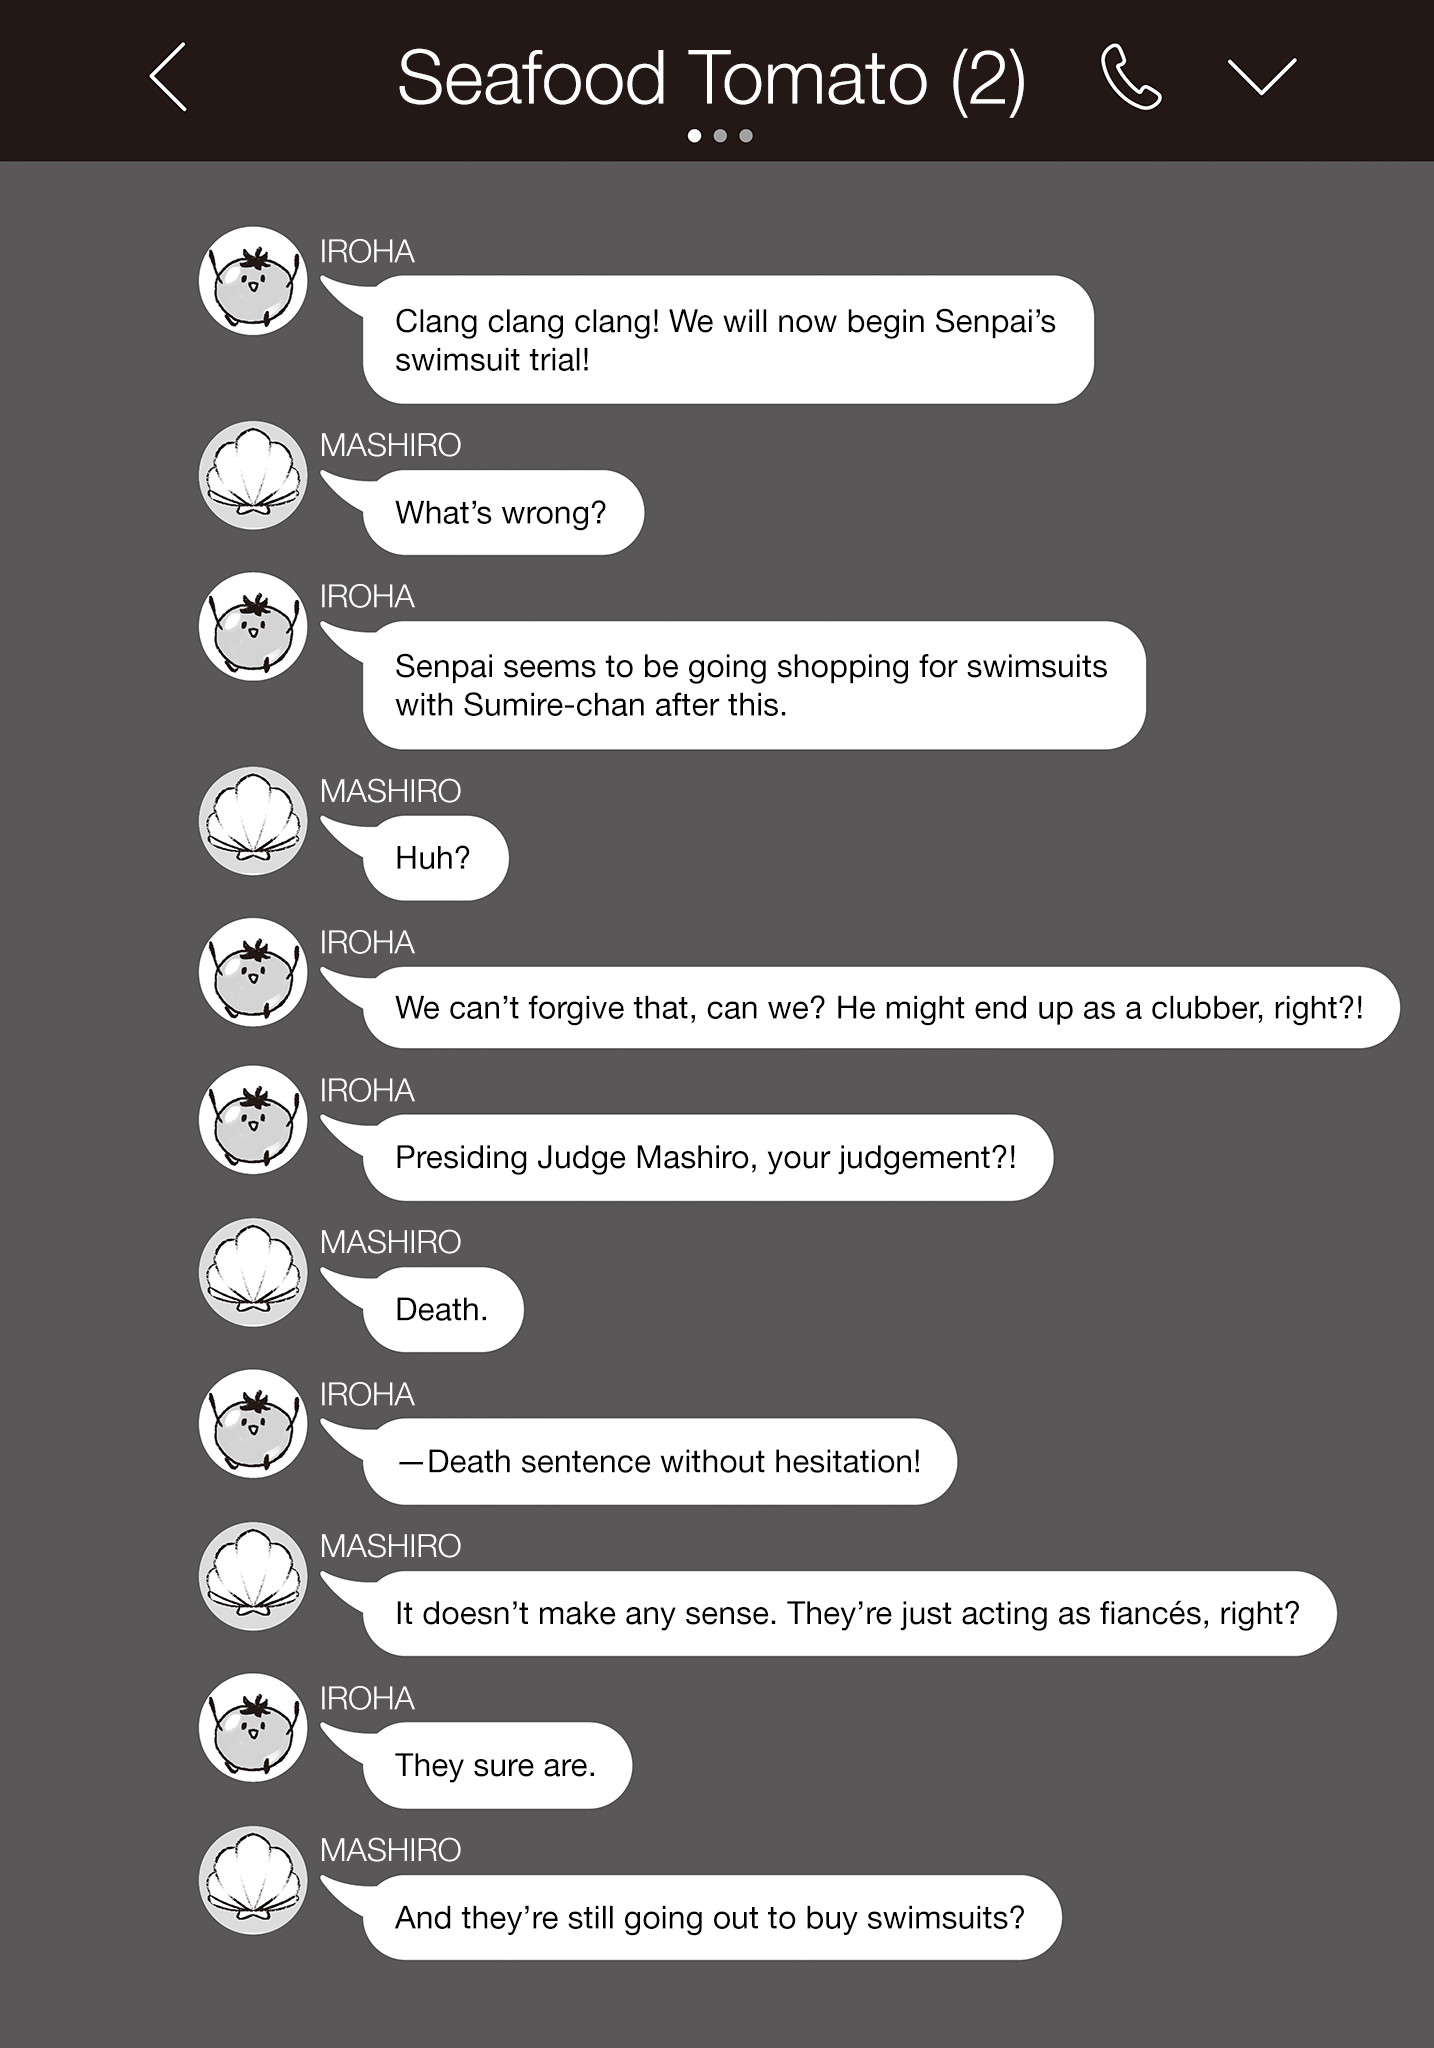 Seafood Tomato (2)
IROHA
Clang clang clang! We will now begin Senpai’s
swimsuit trial!
MASHIRO
What’s wrong?
IROHA
Senpai seems to be going shopping for swimsuits
with Sumire-chan after this.
MASHIRO
Huh?
IROHA
We can’t forgive that, can we? He might end up as a clubber, right?!
IROHA
Presiding Judge Mashiro, your judgement?!
MASHIRO
Death.
IROHA
—Death sentence without hesitation!
MASHIRO
It doesn’t make any sense. They’re just acting as fiancés, right?
IROHA
They sure are.
MASHIRO
And they’re still going out to buy swimsuits?